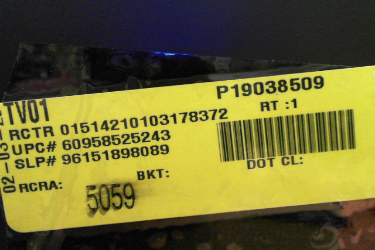 TV01
P19038509
RCTR 01514210103178372
RT :1
UPC# 60958525243
SLP# 96151898089
DOT CL:
BKT:
RCRA:
5059